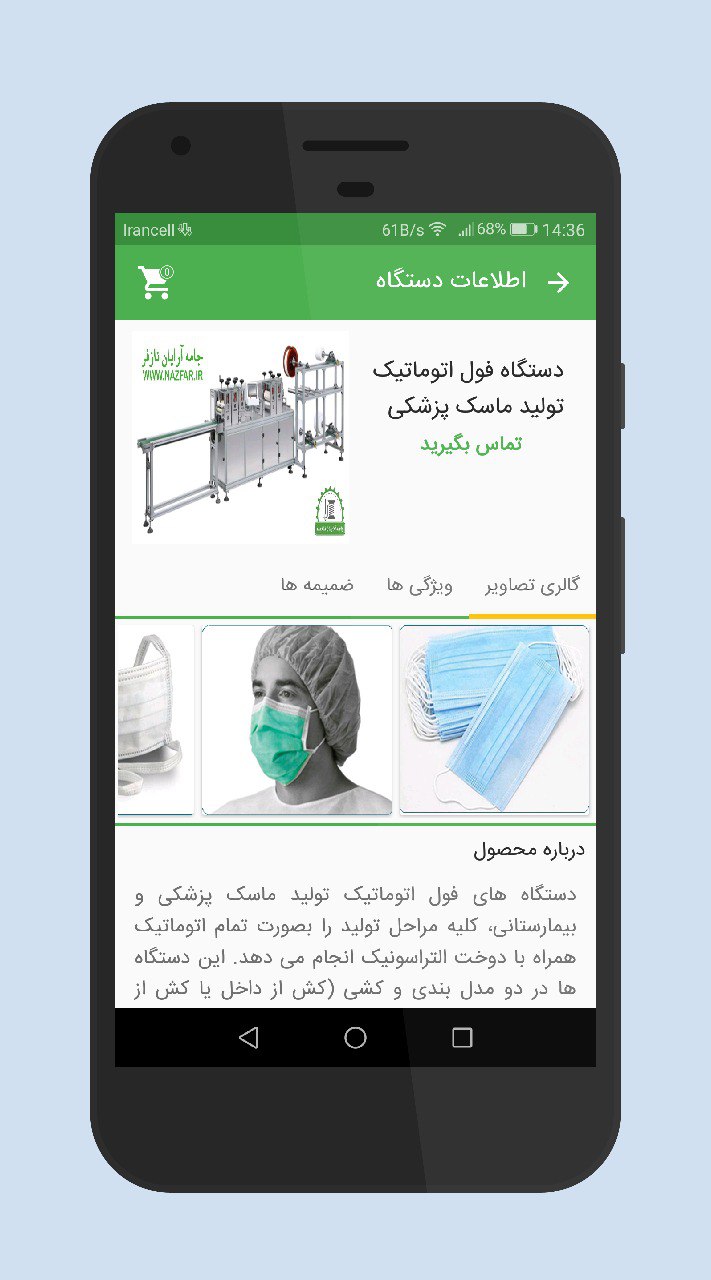 Irancell 61B/s 68% 14:36
اطلاعات دستگاه
0
جامه آرایان نازفر
WWW.NAZFAR.IR
دستگاه فول اتوماتیک
تولید ماسک پزشکی
تماس بگیرید
گالری تصاویر ویژگی ها ضمیمه ها
درباره محصول
دستگاه های فول اتوماتیک تولید ماسک پزشکی و
بیمارستانی، کلیه مراحل تولید را بصورت تمام اتوماتیک
همراه با دوخت التراسونیک انجام می دهد. این دستگاه
ها در دو مدل بندی و کشی (کش از داخل یا کش از